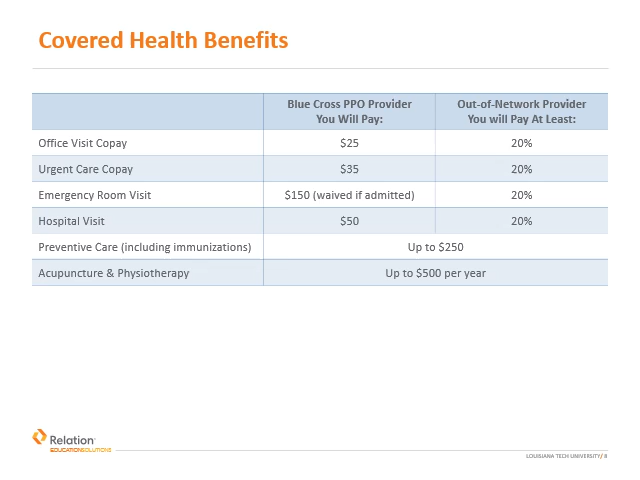 Covered Health Benefits
Blue Cross PPO Provider
You Will Pay:
Out-of-Network Provider
You will Pay At Least:
Office Visit Copay $25 20%
Urgent Care Copay $35 20%
Emergency Room Visit $150 (waived if admitted) 20%
Hospital Visit $50 20%
Preventive Care (including immunizations) Up to $250
Acupuncture & Physiotherapy Up to $500 per year
Relation
EDUCATIONSOLUTIONS
LOUISIANA TECH UNIVERSITY/ 8